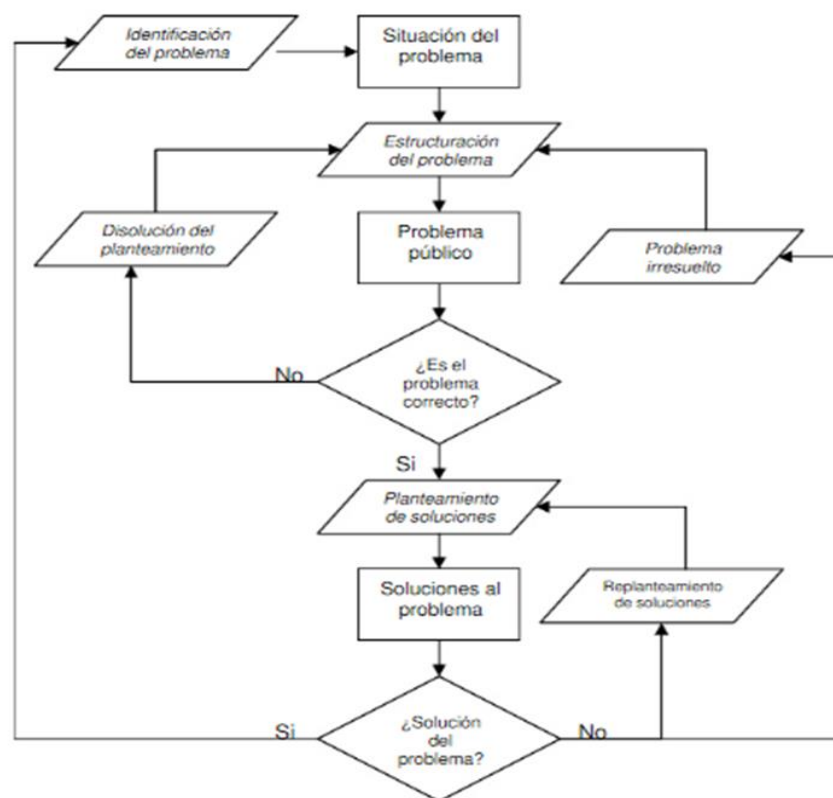 Identificación
del problema
Situación del
problema
Estructuración
del problema
Disolución del
planteamiento
Problema
público
Problema
irresuelto
¿Es el
problema
correcto?
No
Si
Planteamiento
de soluciones
Soluciones al
problema
Replanteamiento
de soluciones
Si
¿Solución
del
problema?
No